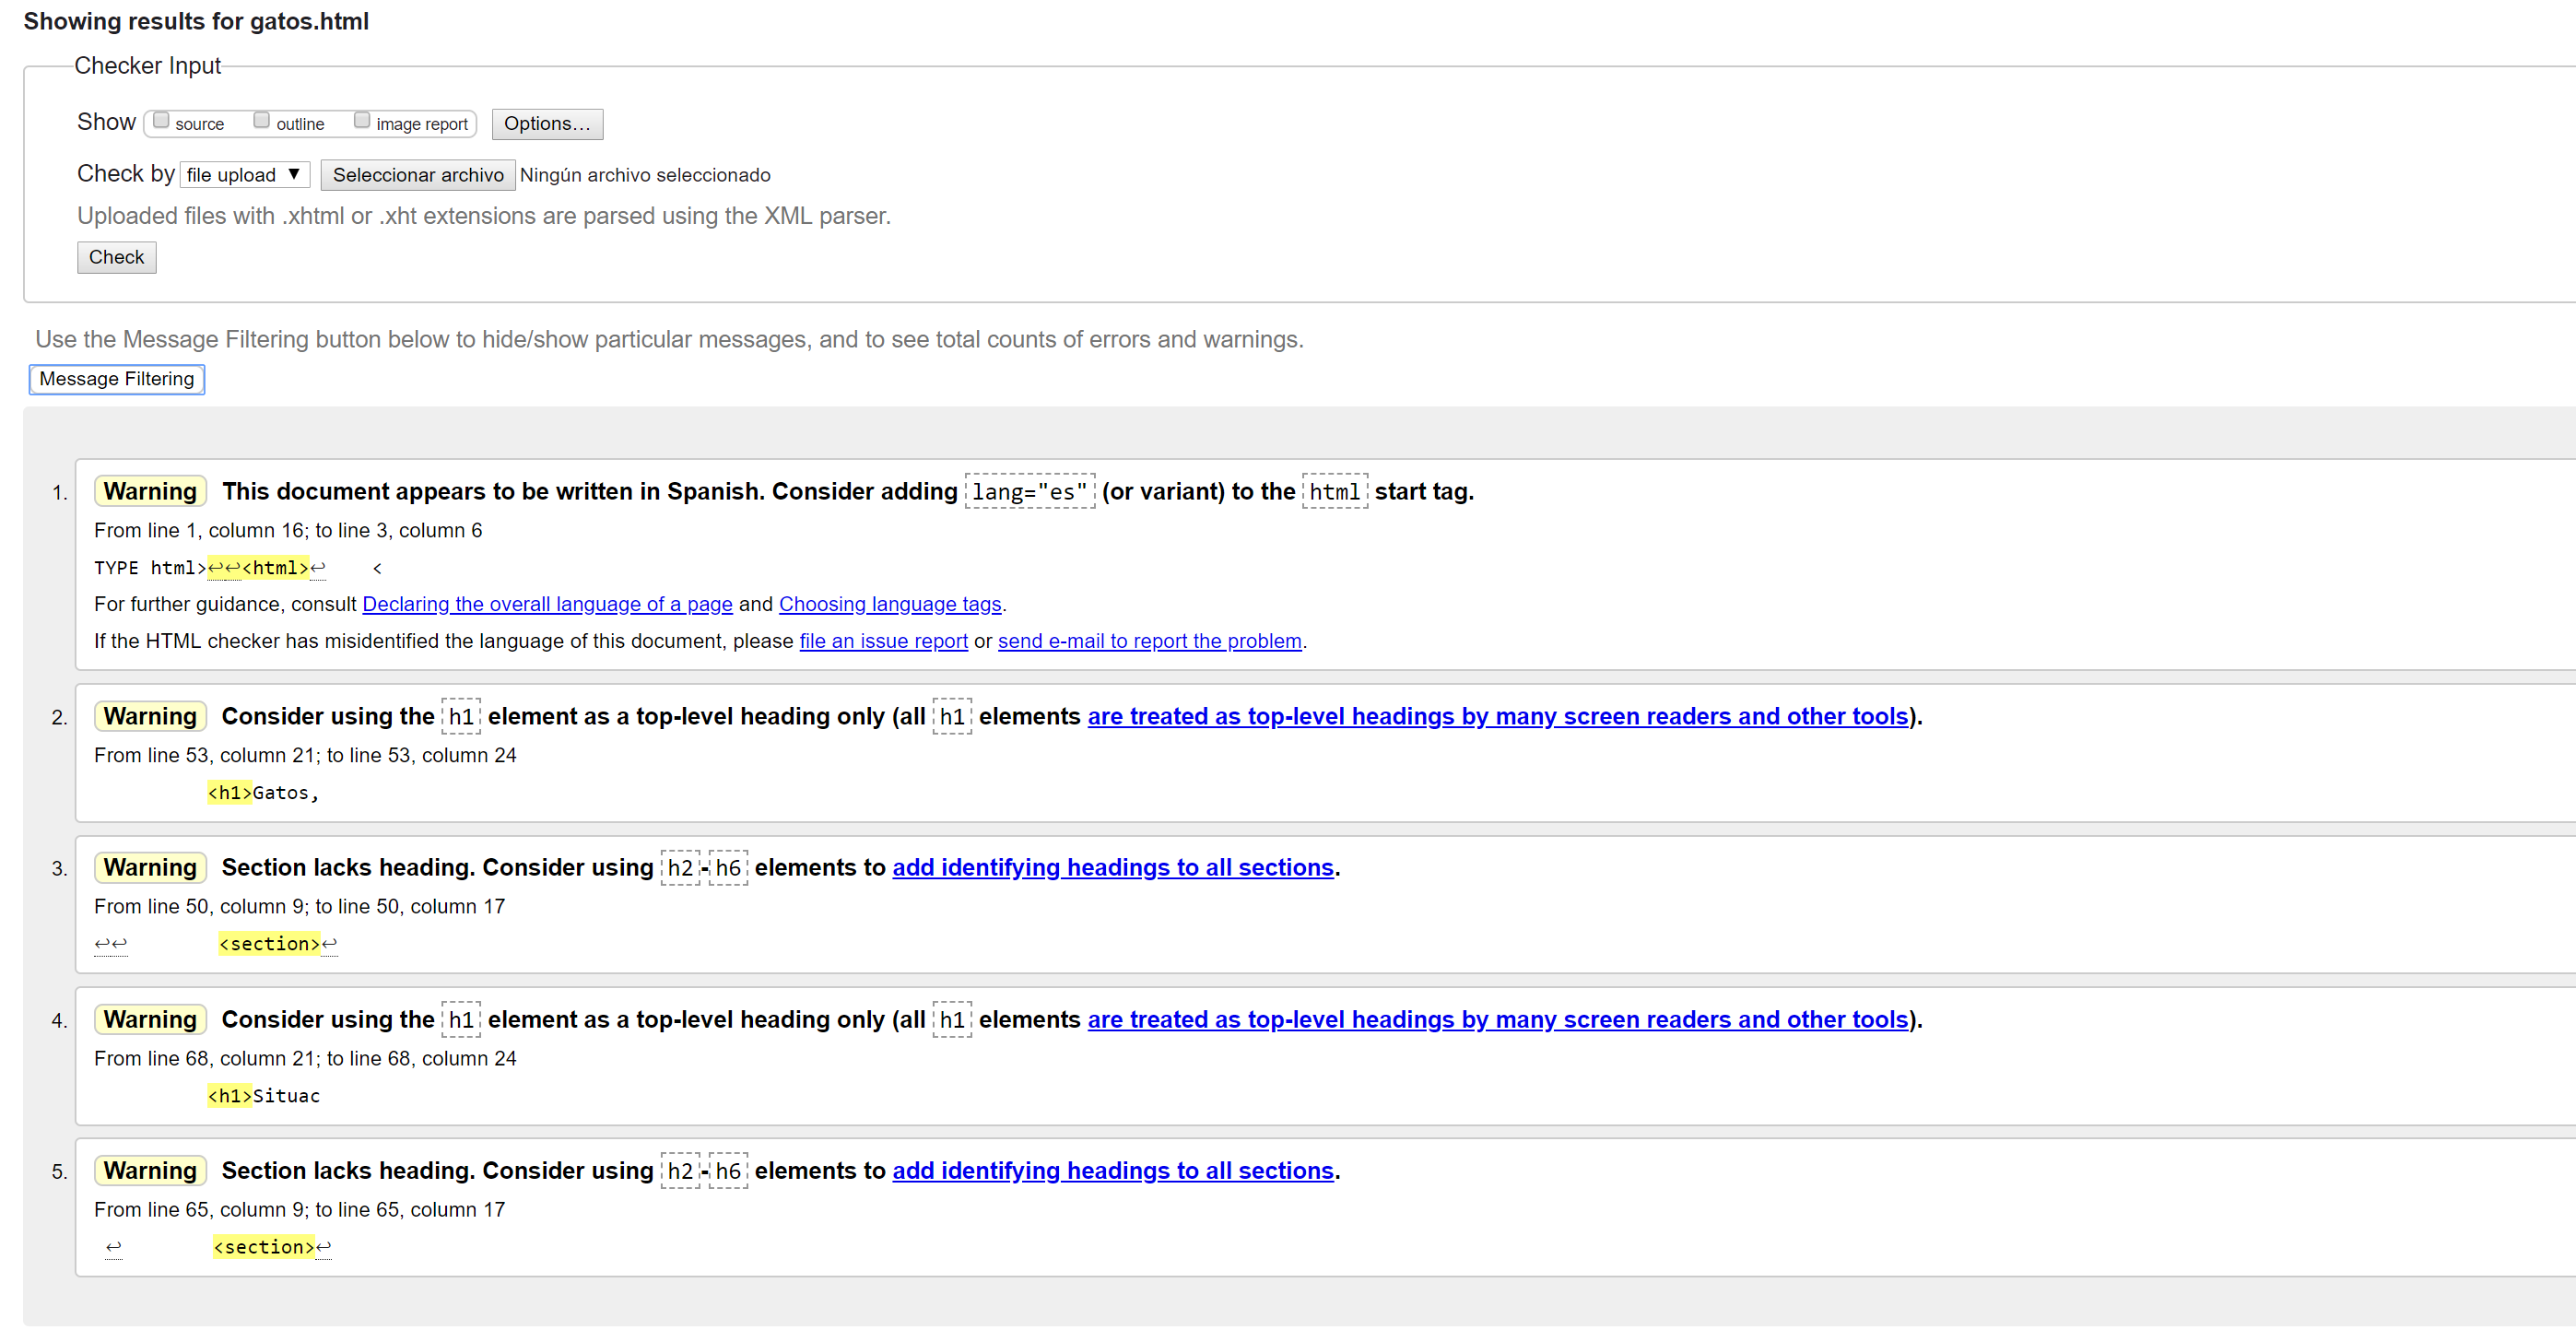 Showing results for gatos.html
Checker Input
Show source outline image report Options...
Check by file upload ▼ Seleccionar archivo Ningún archivo seleccionado
Uploaded files with .xhtml or .xht extensions are parsed using the XML parser.
Check
Use the Message Filtering button below to hide/show particular messages, and to see total counts of errors and warnings.
Message Filtering
1. Warning This document appears to be written in Spanish. Consider adding lang="es" (or variant) to the html start tag.
From line 1, column 16; to line 3, column 6
TYPE html>↩↩<html>↩ <
For further guidance, consult Declaring the overall language of a page and Choosing language tags.
If the HTML checker has misidentified the language of this document, please file an issue report or send e-mail to report the problem.
2. Warning Consider using the h1 element as a top-level heading only (all h1 elements are treated as top-level headings by many screen readers and other tools).
From line 53, column 21; to line 53, column 24
<h1>Gatos,
3. Warning Section lacks heading. Consider using h2-h6 elements to add identifying headings to all sections.
From line 50, column 9; to line 50, column 17
↩↩ <section>↩
4. Warning Consider using the h1 element as a top-level heading only (all h1 elements are treated as top-level headings by many screen readers and other tools).
From line 68, column 21; to line 68, column 24
<h1>Situac
5. Warning Section lacks heading. Consider using h2-h6 elements to add identifying headings to all sections.
From line 65, column 9; to line 65, column 17
↩ <section>↩